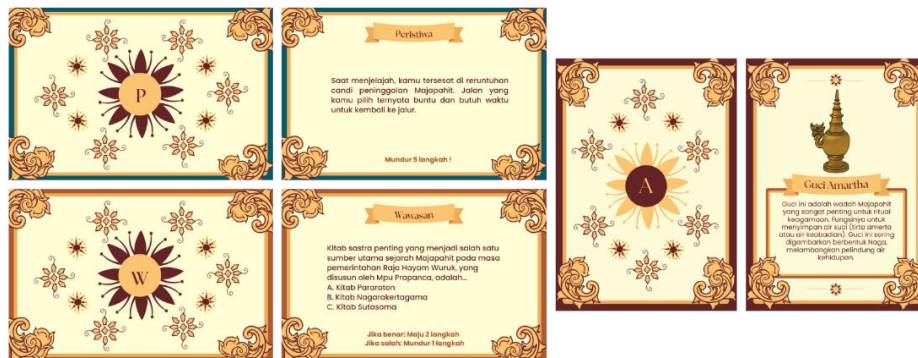 P
Peristiwa
Saat menjelajah, kamu tersesat di reruntuhan
candi peninggalan Majapahit. Jalan yang
kamu pilih ternyata buntu dan butuh waktu
untuk kembali ke jalur.
Mundur 5 langkah !
W
Wawasan
Kitab sastra penting yang menjadi salah satu
sumber utama sejarah Majapahit pada masa
pemerintahan Raja Hayam Wuruk, yang
disusun oleh Mpu Prapanca, adalah...
A. Kitab Pararaton
B. Kitab Nagarakertagama
C. Kitab Sutasoma
Jika benar: Maju 2 langkah
Jika salah: Mundur 1 langkah
A
Guci Amartha
Guci ini adalah wadah Majapahit
yang sangat penting untuk ritual
keagamaan. Fungsinya untuk
menyimpan air suci (tirta amerta
atau air keabadian). Guci ini sering
digambarkan berbentuk Naga,
melambangkan pelindung air
kehidupan.